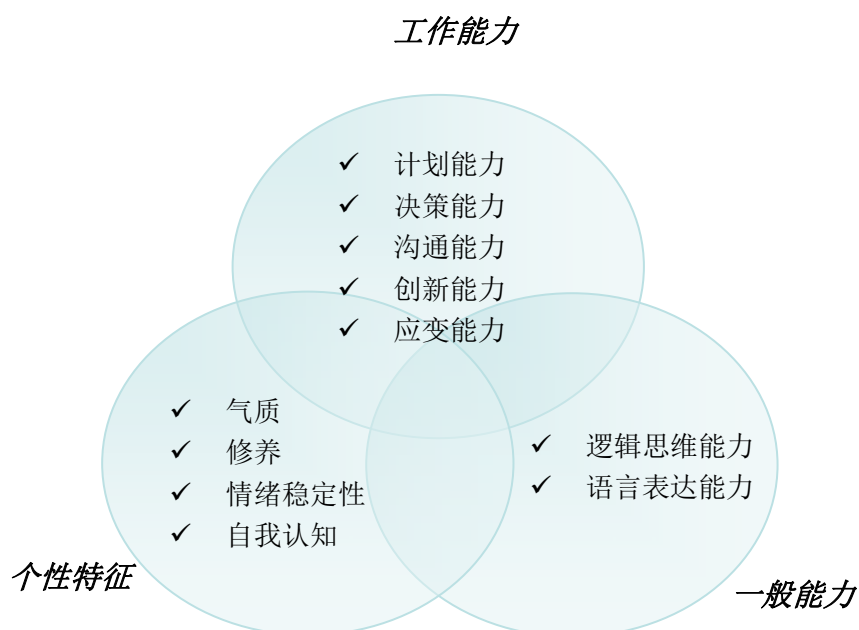 工作能力
✓ 计划能力
✓ 决策能力
✓ 沟通能力
✓ 创新能力
✓ 应变能力
✓ 气质
✓ 修养
✓ 情绪稳定性
✓ 自我认知
✓ 逻辑思维能力
✓ 语言表达能力
个性特征
一般能力